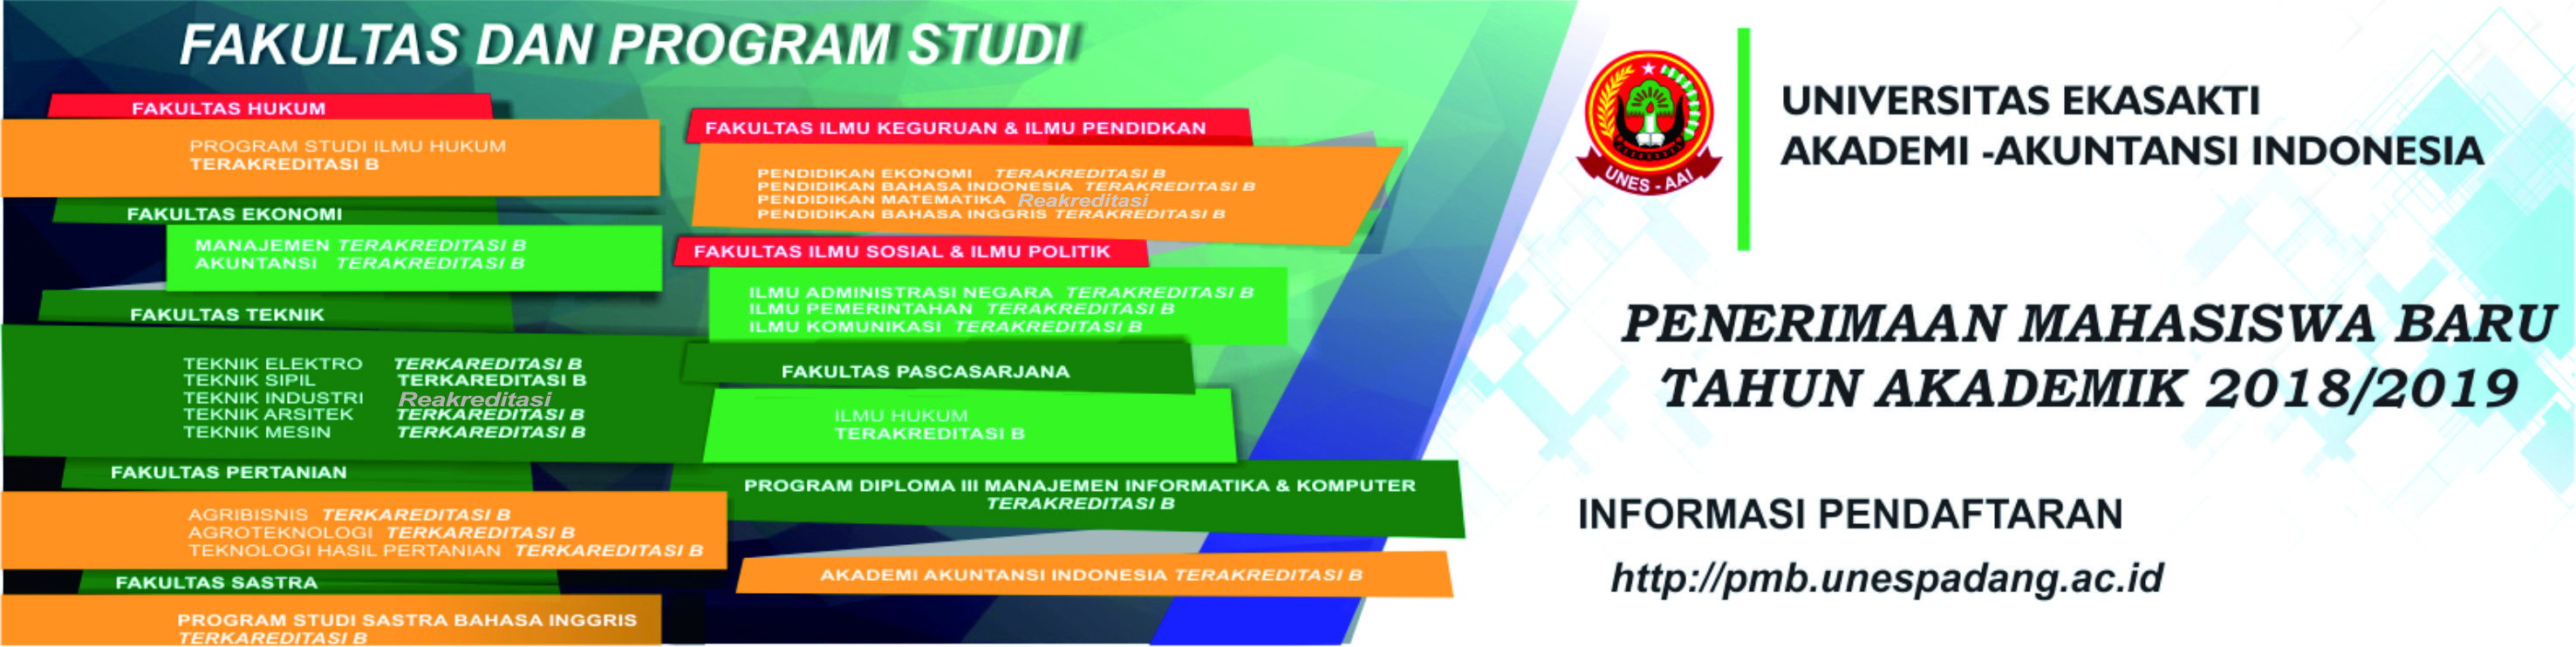 FAKULTAS DAN PROGRAM STUDI
FAKULTAS HUKUM
PROGRAM STUDI ILMU HUKUM
TERAKREDITASI B
FAKULTAS EKONOMI
MANAJEMEN TERAKREDITASI B
AKUNTANSI TERAKREDITASI B
FAKULTAS TEKNIK
TEKNIK ELEKTRO TERKAREDITASI B
TEKNIK SIPIL TERKAREDITASI B
TEKNIK INDUSTRI Reakreditasi
TEKNIK ARSITEK TERKAREDITASI B
TEKNIK MESIN TERKAREDITASI B
FAKULTAS PERTANIAN
AGRIBISNIS TERKAREDITASI B
AGROTEKNOLOGI TERKAREDITASI B
TEKNOLOGI HASIL PERTANIAN TERKAREDITASI B
FAKULTAS SASTRA
PROGRAM STUDI SASTRA BAHASA INGGRIS
TERKAREDITASI B
FAKULTAS ILMU KEGURUAN & ILMU PENDIDKAN
PENDIDIKAN EKONOMI TERAKREDITASI B
PENDIDIKAN BAHASA INDONESIA TERAKREDITASI B
PENDIDIKAN MATEMATIKA Reakreditasi
PENDIDIKAN BAHASA INGGRIS TERAKREDITASI B
FAKULTAS ILMU SOSIAL & ILMU POLITIK
ILMU ADMINISTRASI NEGARA TERAKREDITASI B
ILMU PEMERINTAHAN TERAKREDITASI B
ILMU KOMUNIKASI TERAKREDITASI B
FAKULTAS PASCASARJANA
ILMU HUKUM
TERAKREDITASI B
PROGRAM DIPLOMA III MANAJEMEN INFORMATIKA & KOMPUTER
TERAKREDITASI B
AKADEMI AKUNTANSI INDONESIA TERAKREDITASI B
UNES - AAI
UNIVERSITAS EKASAKTI
AKADEMI -AKUNTANSI INDONESIA
PENERIMAAN MAHASISWA BARU
TAHUN AKADEMIK 2018/2019
INFORMASI PENDAFTARAN
http://pmb.unespadang.ac.id